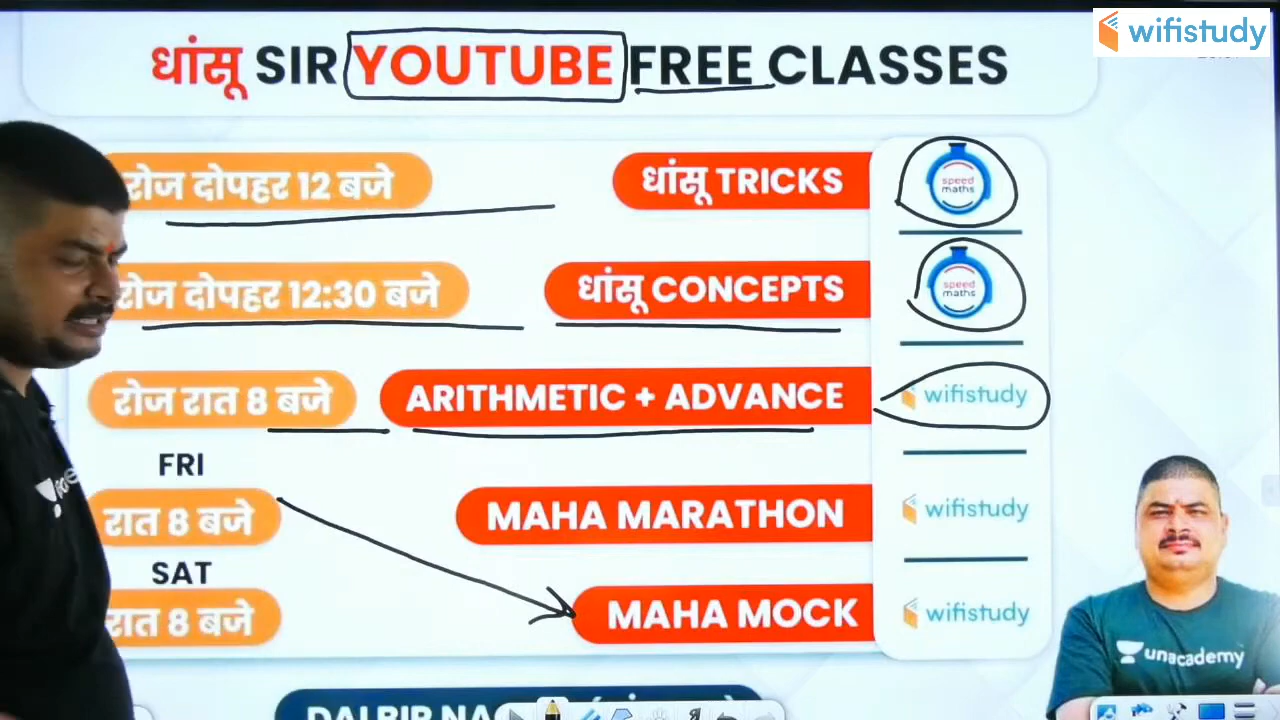 wifistudy
धांसू SIR YOUTUBE FREE CLASSES
रोज दोपहर 12 बजे धांसू TRICKS speed maths
रोज दोपहर 12:30 बजे धांसू CONCEPTS speed maths
रोज रात 8 बजे ARITHMETIC + ADVANCE wifistudy
FRI
रात 8 बजे MAHA MARATHON wifistudy
SAT
रात 8 बजे MAHA MOCK wifistudy
unacademy